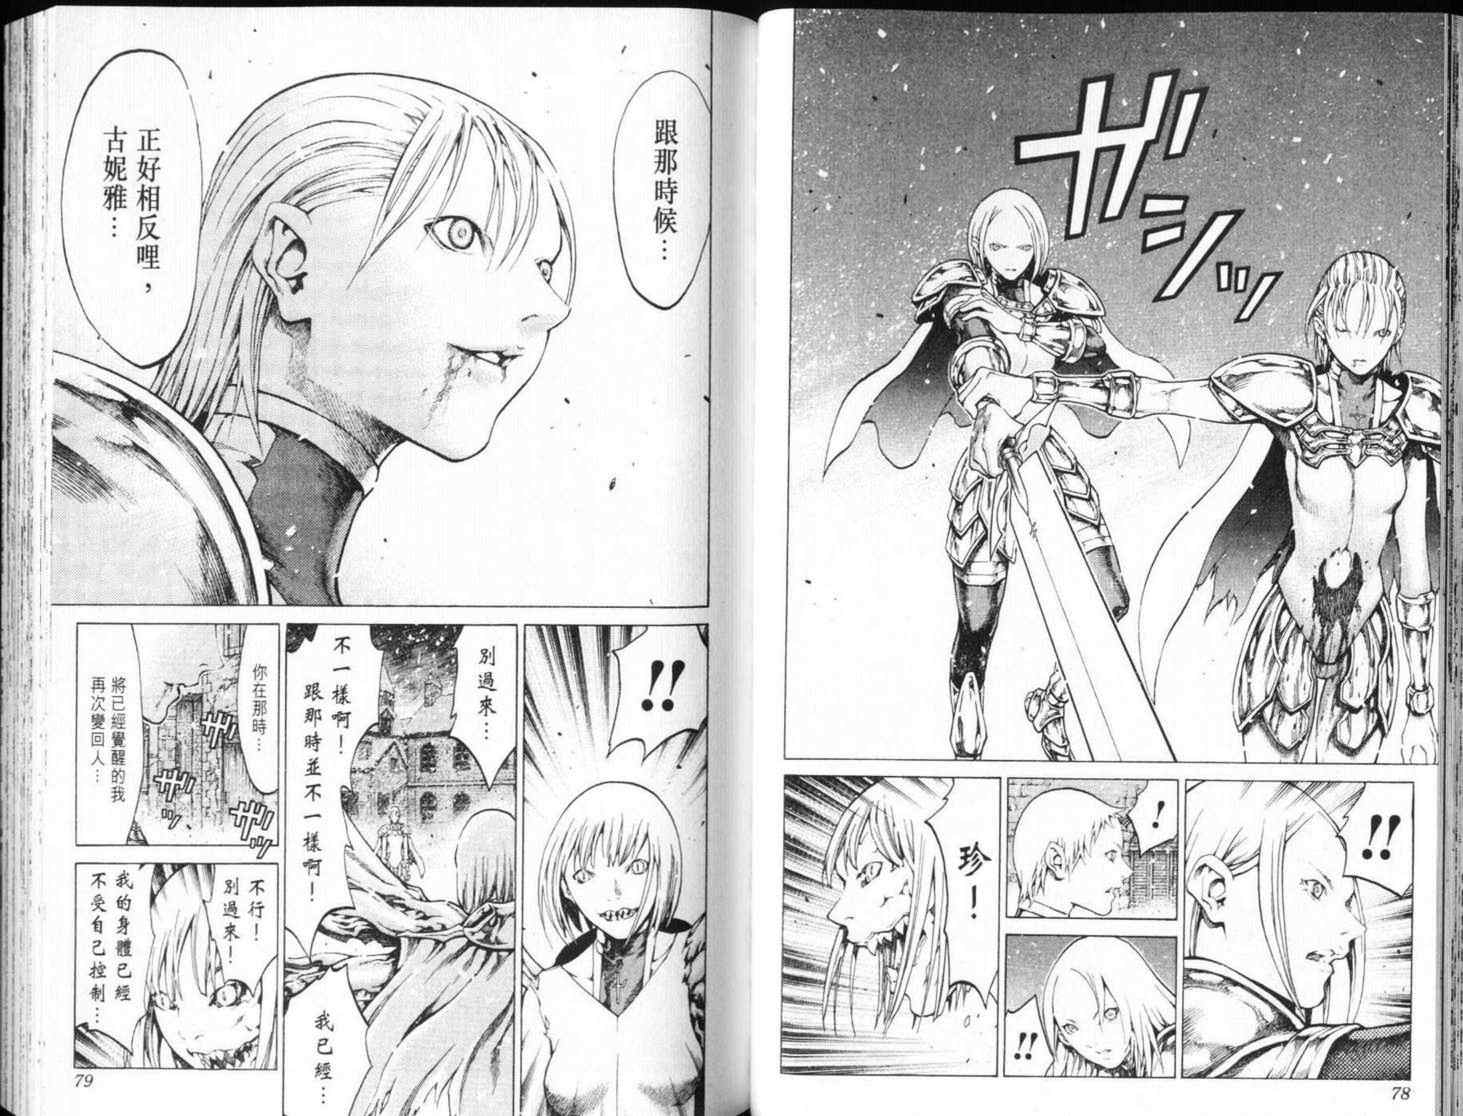 ガシッ
!!
!
!!
珍!
78
跟那時候…
正好相反哩，
古妮雅…
!!
別過來…
不一樣啊！
跟那時並不一樣啊！
我已經…
你在那時…
將已經覺醒的我
再次變回人…
ザッ
ザッ
ザッ
不行！
別過來！
我的身體已經
不受自己控制…
79